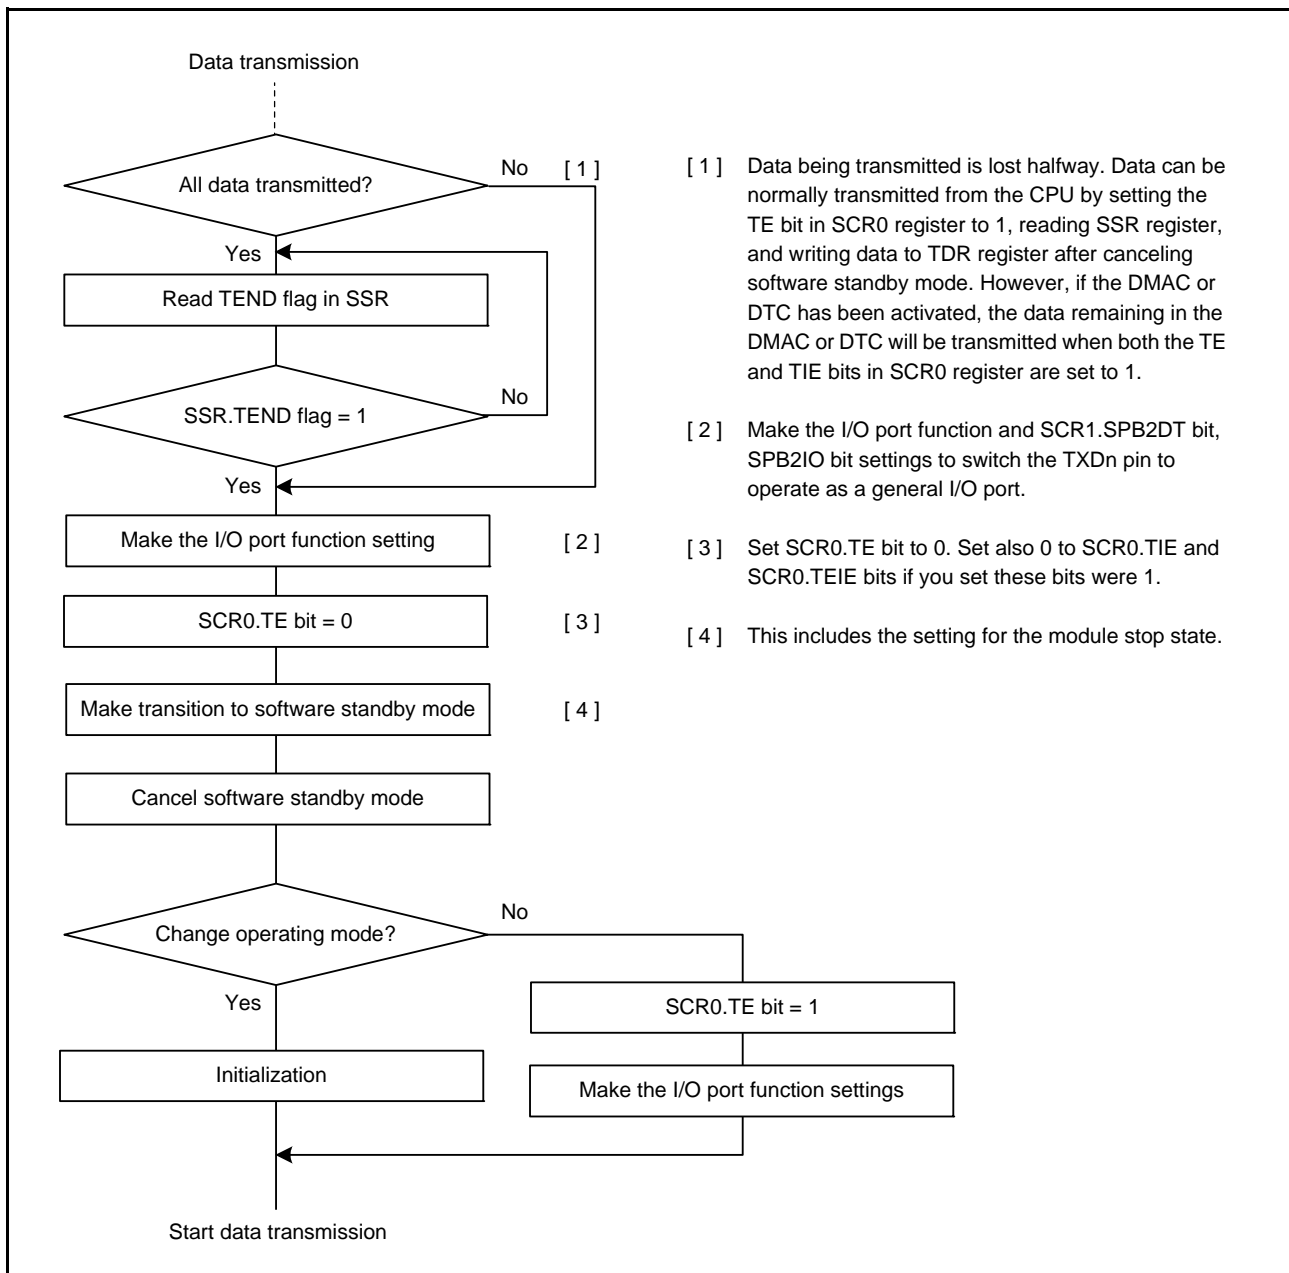 Data transmission
All data transmitted?
No
[ 1 ]
Yes
Read TEND flag in SSR
SSR.TEND flag = 1
No
Yes
Make the I/O port function setting
[ 2 ]
SCR0.TE bit = 0
[ 3 ]
Make transition to software standby mode
[ 4 ]
Cancel software standby mode
Change operating mode?
No
Yes
SCR0.TE bit = 1
Initialization
Make the I/O port function settings
Start data transmission
[ 1 ] Data being transmitted is lost halfway. Data can be
normally transmitted from the CPU by setting the
TE bit in SCR0 register to 1, reading SSR register,
and writing data to TDR register after canceling
software standby mode. However, if the DMAC or
DTC has been activated, the data remaining in the
DMAC or DTC will be transmitted when both the TE
and TIE bits in SCR0 register are set to 1.
[ 2 ] Make the I/O port function and SCR1.SPB2DT bit,
SPB2IO bit settings to switch the TXDn pin to
operate as a general I/O port.
[ 3 ] Set SCR0.TE bit to 0. Set also 0 to SCR0.TIE and
SCR0.TEIE bits if you set these bits were 1.
[ 4 ] This includes the setting for the module stop state.